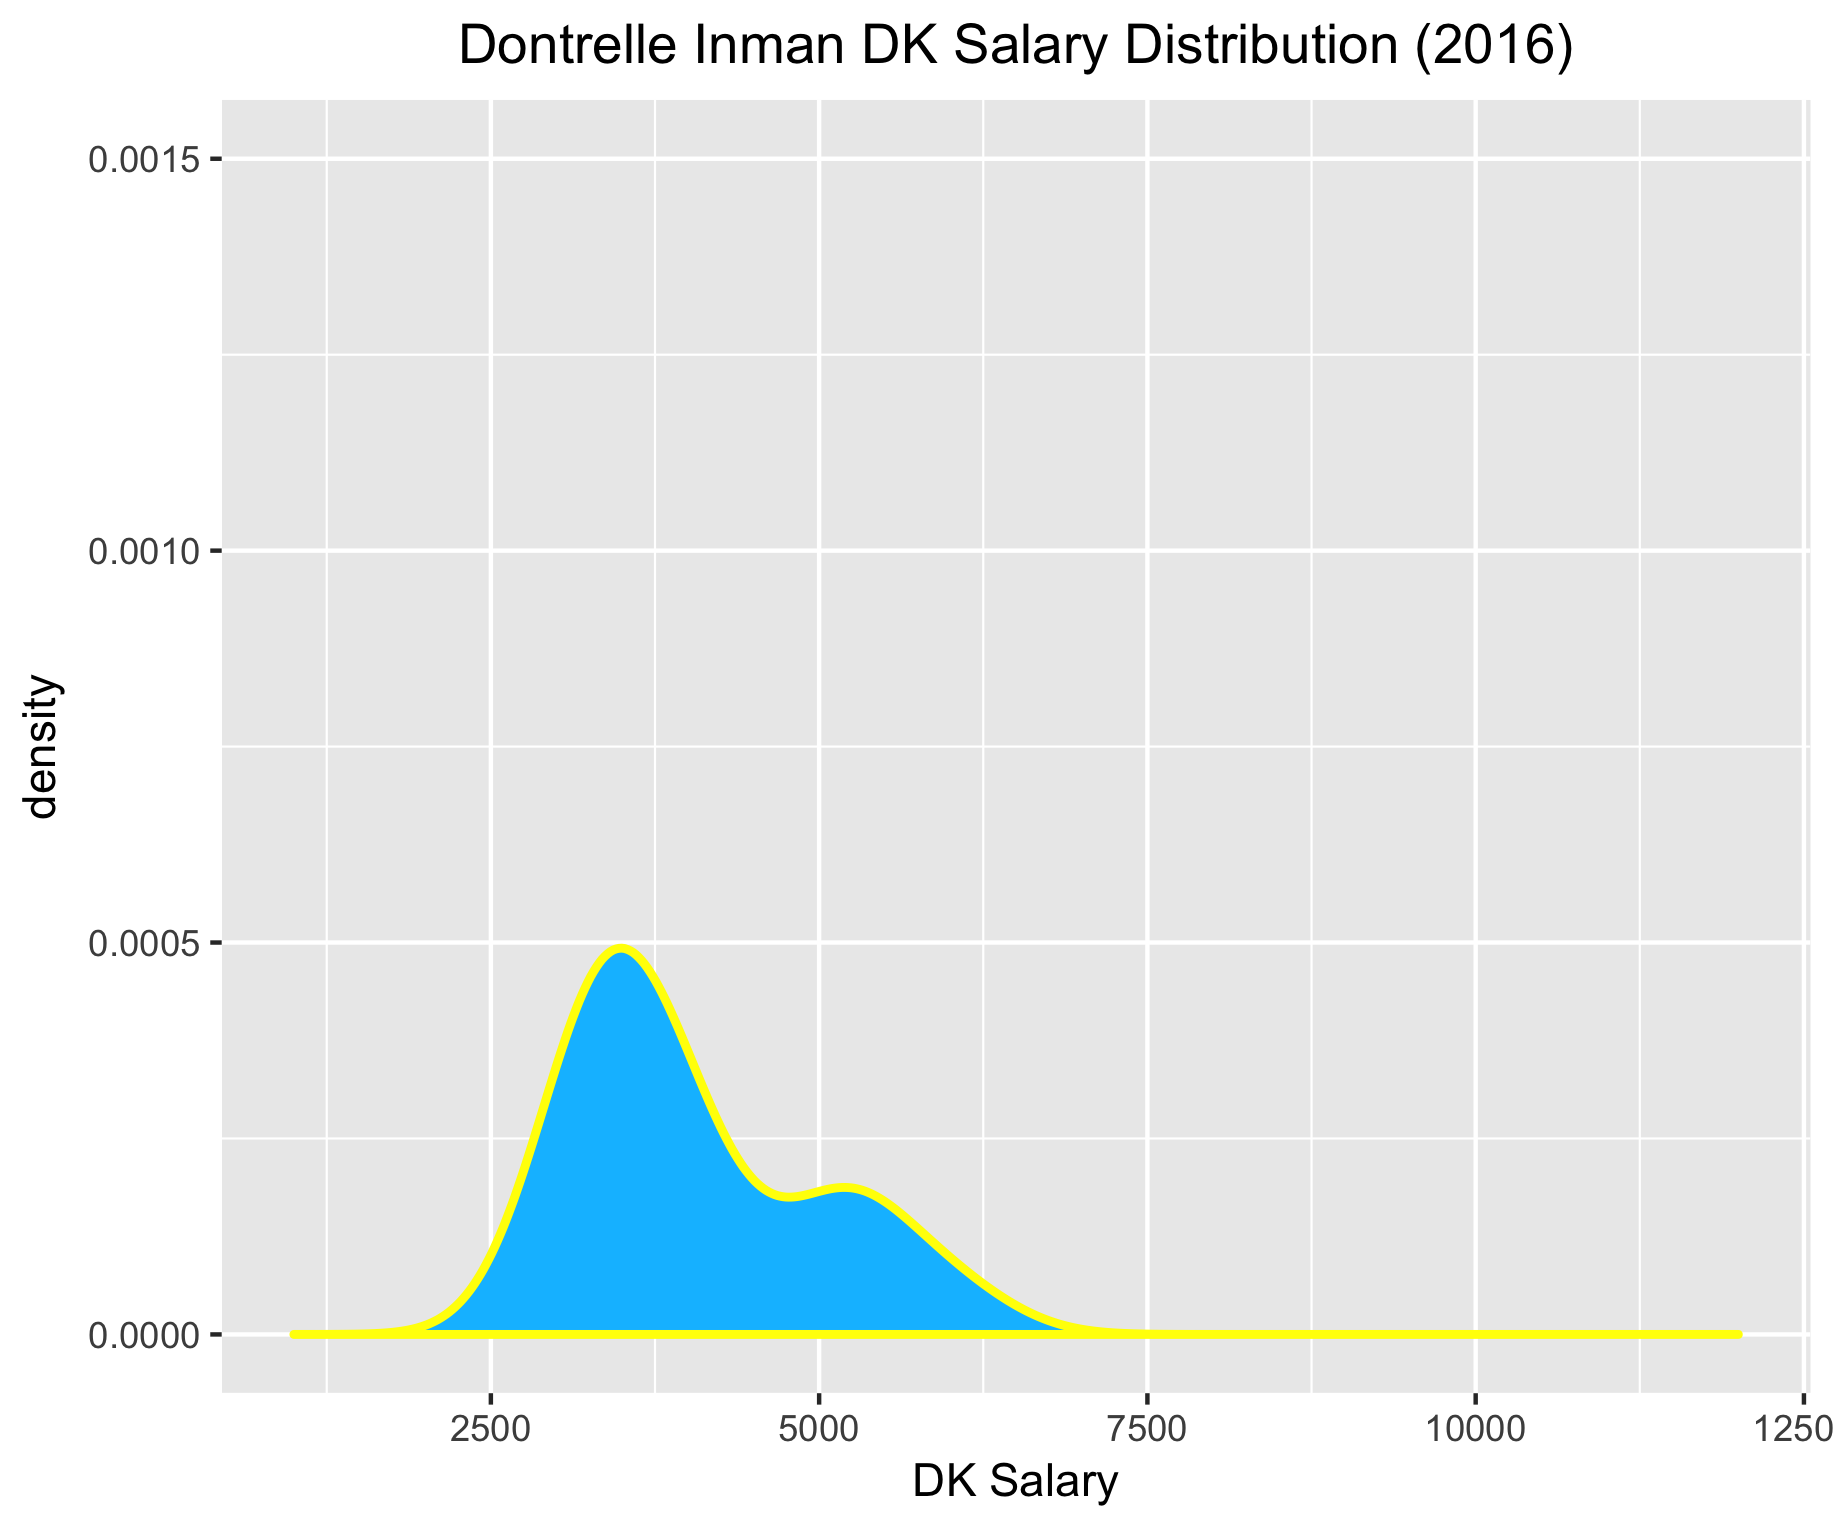 Dontrelle Inman DK Salary Distribution (2016)
0.0015
0.0010
0.0005
0.0000
density
2500 5000 7500 10000 1250
DK Salary